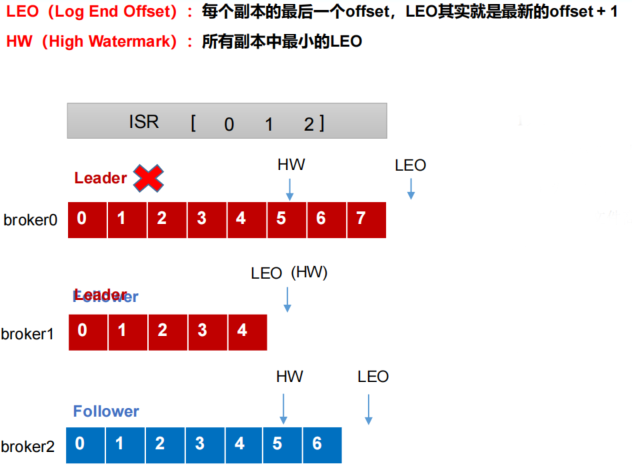 LEO（Log End Offset）：每个副本的最后一个offset，LEO其实就是最新的offset + 1
HW（High Watermark）：所有副本中最小的LEO
ISR [ 0 1 2 ]
Leader
HW
LEO
broker0 0 1 2 3 4 5 6 7
LEO (HW)
Leader
Follower
broker1 0 1 2 3 4
HW
LEO
Follower
broker2 0 1 2 3 4 5 6